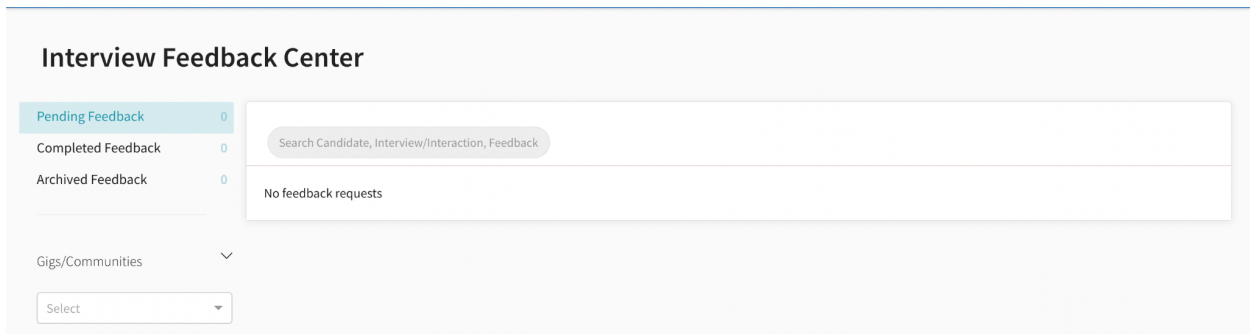 Interview Feedback Center
Pending Feedback 0
Completed Feedback 0
Archived Feedback 0
Search Candidate, Interview/Interaction, Feedback
No feedback requests
Gigs/Communities
Select